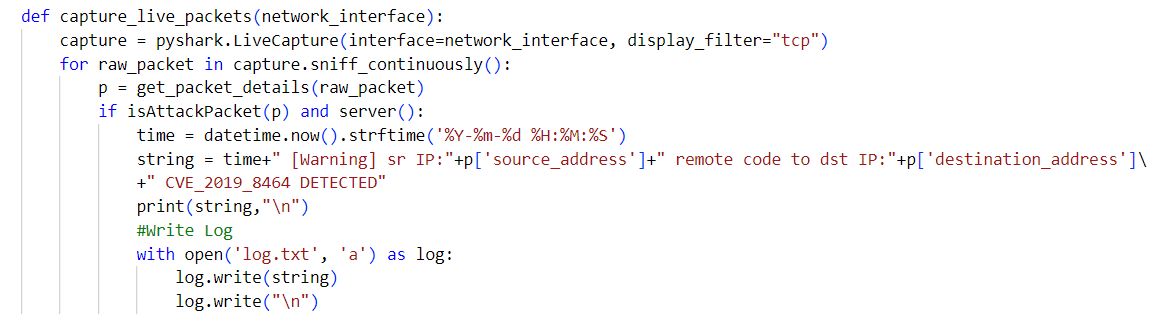 def capture_live_packets(network_interface):
    capture = pyshark.LiveCapture(interface=network_interface, display_filter="tcp")
    for raw_packet in capture.sniff_continuously():
        p = get_packet_details(raw_packet)
        if isAttackPacket(p) and server():
            time = datetime.now().strftime('%Y-%m-%d %H:%M:%S')
            string = time+" [Warning] sr IP:"+p['source_address']+" remote code to dst IP:"+p['destination_address']\
            +" CVE_2019_8464 DETECTED"
            print(string,"\n")
            #Write Log
            with open('log.txt', 'a') as log:
                log.write(string)
                log.write("\n")